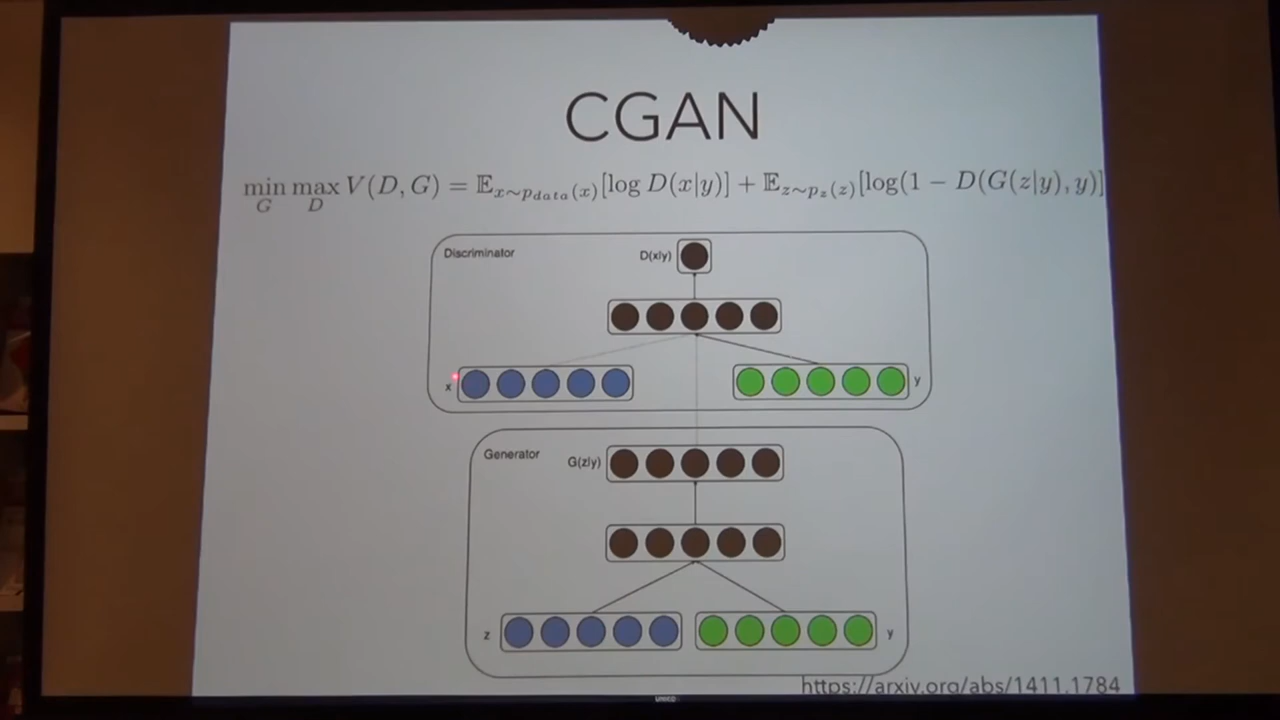 CGAN
min max V(D, G) = 𝔼x∼pdata(x)[log D(x|y)] + 𝔼z∼pz(z)[log(1 − D(G(z|y), y)]
G D
Discriminator
D(x|y)
x
y
Generator
G(z|y)
z
y
https://arxiv.org/abs/1411.1784